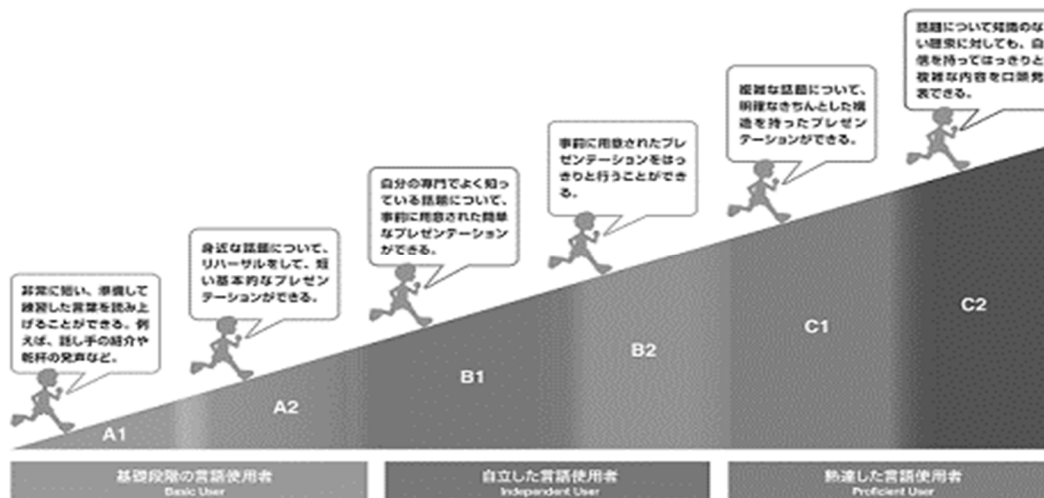 非常に短い、準備して
練習した言葉を読み上
げることができる。例
えば、話し手の紹介や
乾杯の発声など。
身近な話題について、
リハーサルをして、短
い基本的なプレゼン
テーションができる。
自分の専門でよく知っ
ている話題について、
事前に用意された簡単
なプレゼンテーション
ができる。
事前に用意されたプレ
ゼンテーションをはっ
きりと行うことができ
る。
複雑な話題について、
明確なきちんとした構
造を持ったプレゼン
テーションができる。
話題について知識のな
い聴衆に対しても、自
信を持ってはっきりと
複雑な内容を口頭発
表できる。
A1
A2
B1
B2
C1
C2
基礎段階の言語使用者
Basic User
自立した言語使用者
Independent User
熟達した言語使用者
Proficient User